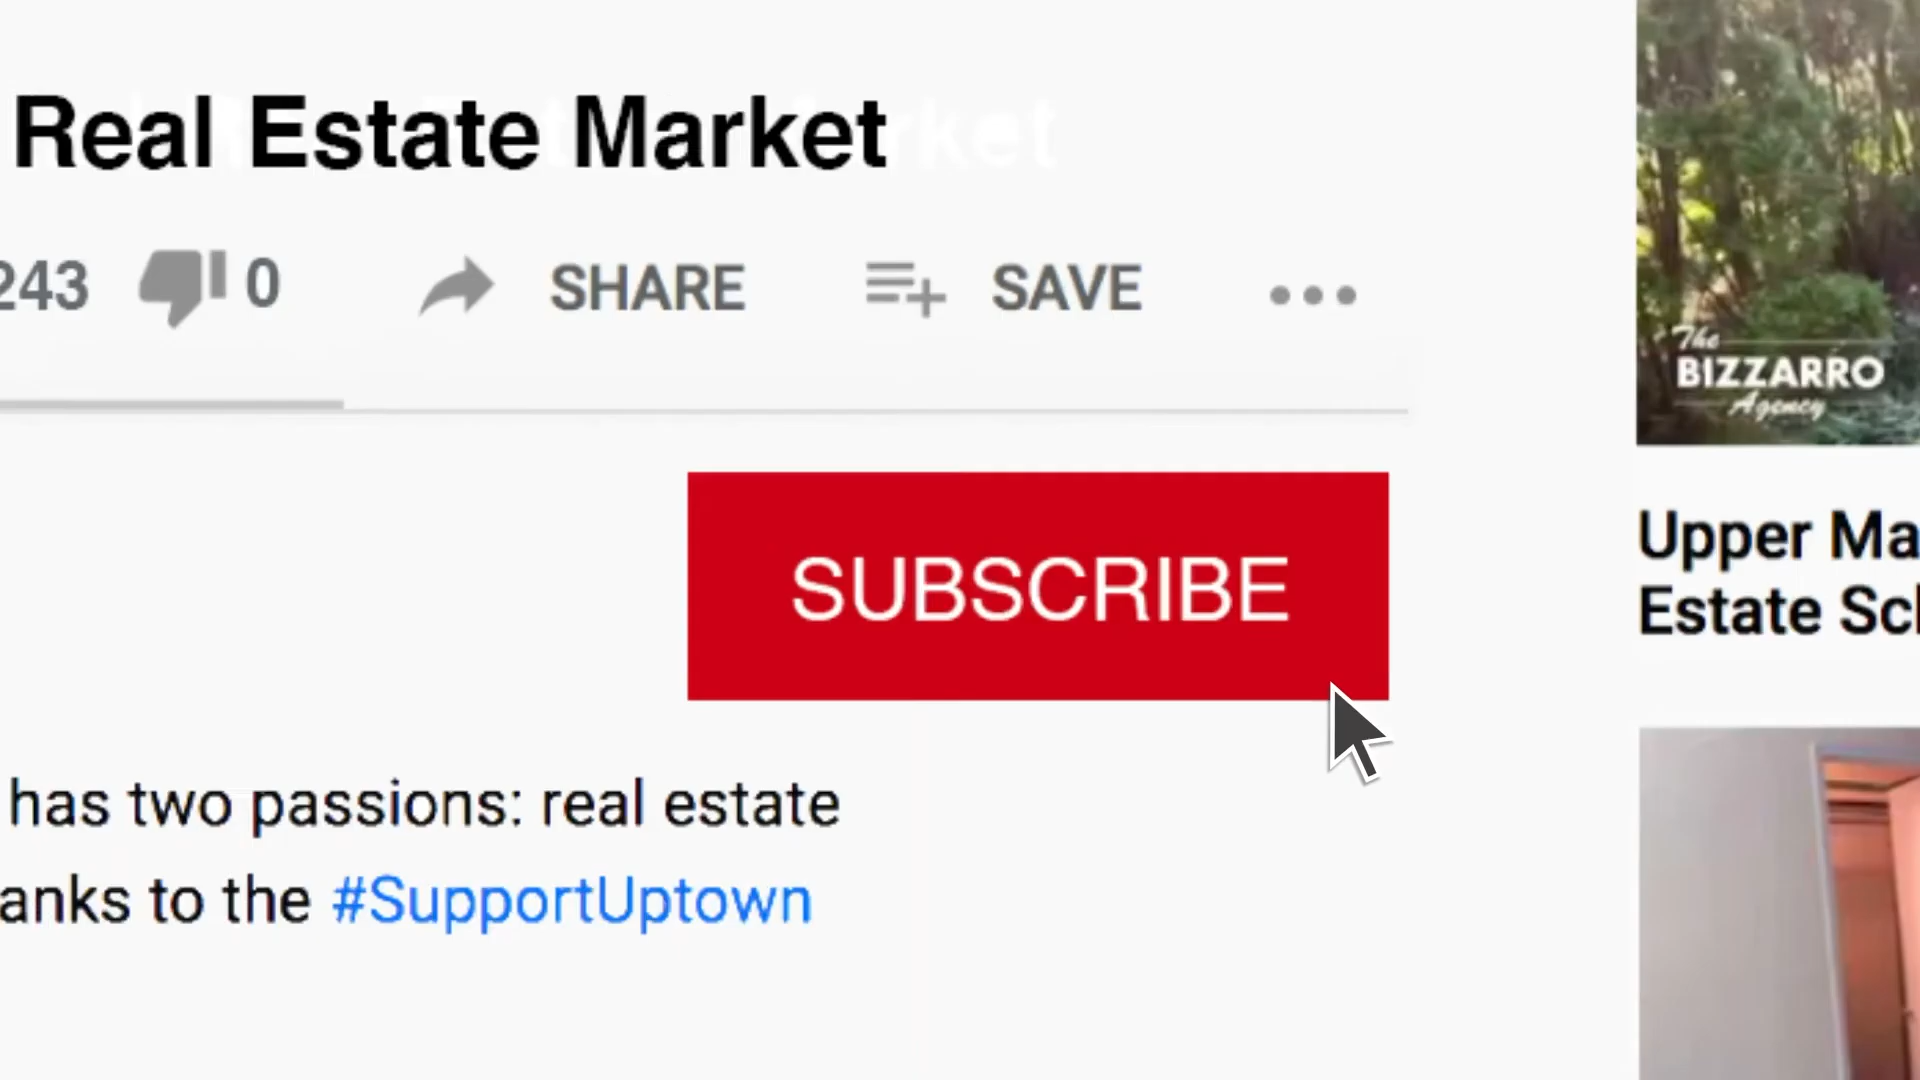 Real Estate Market
243 0 SHARE SAVE
SUBSCRIBE
has two passions: real estate
anks to the #SupportUptown
The
BIZZARRO
Agency
Upper Ma
Estate Scl